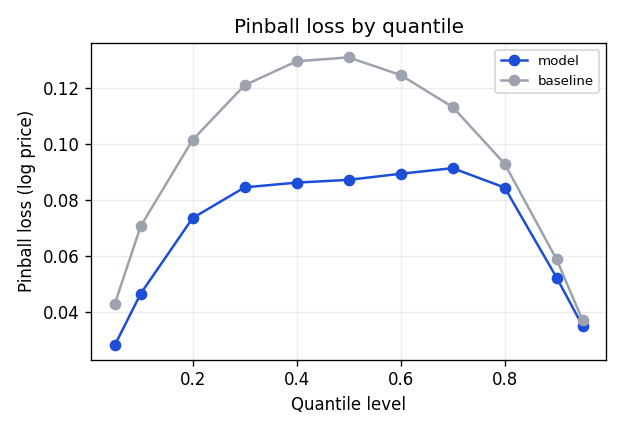 Pinball loss by quantile
model
baseline
Pinball loss (log price)
0.12
0.10
0.08
0.06
0.04
0.2 0.4 0.6 0.8
Quantile level